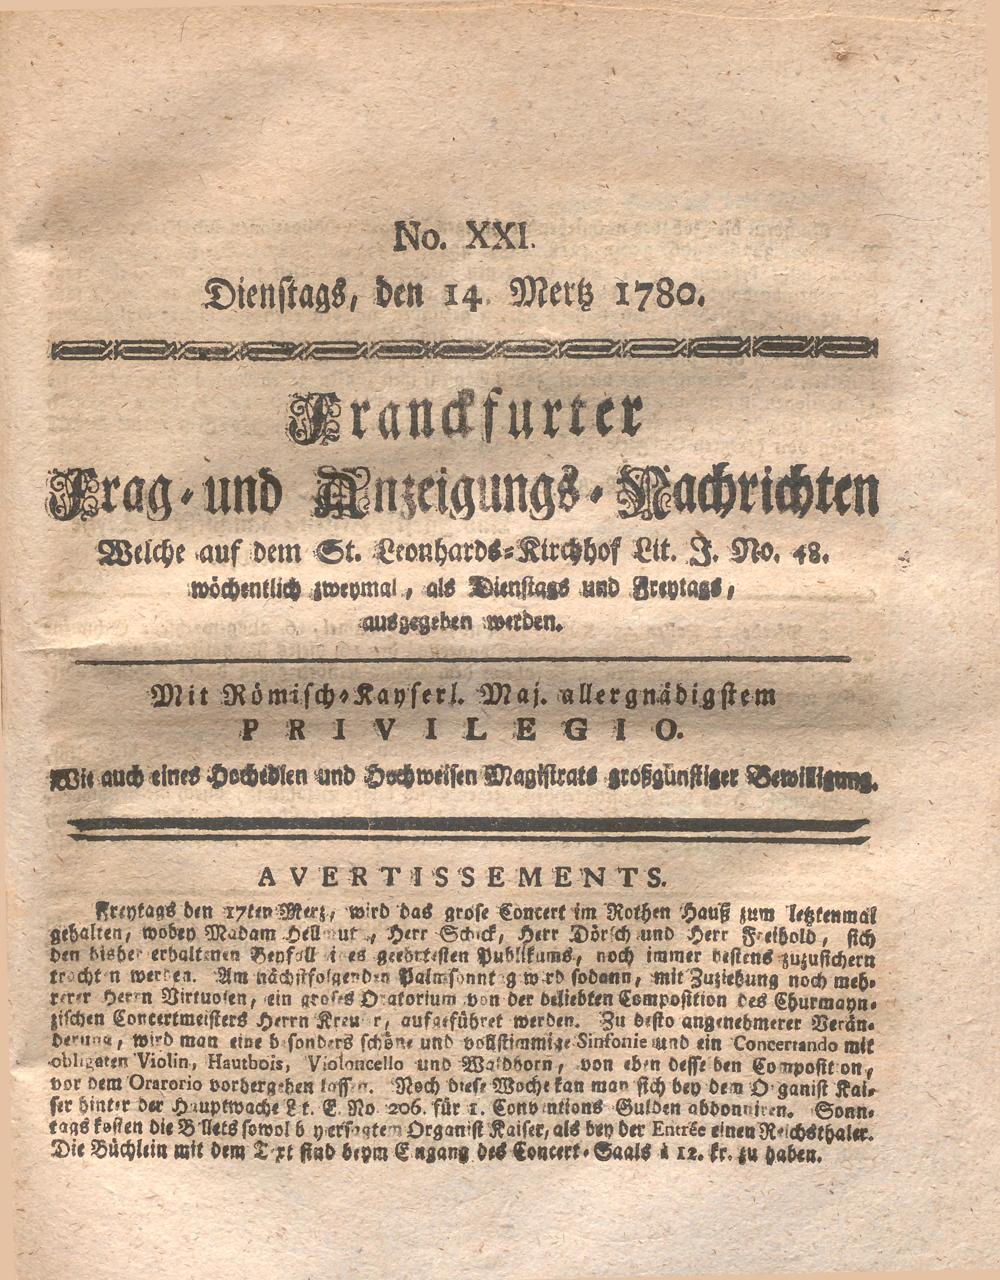 No. XXI.
Dienstags, den 14. Mertz 1780.
Franckfurter
Frag- und Anzeigungs-Nachrichten
Welche auf dem St. Leonhards-Kirchhof Lit. J. No. 48.
wöchentlich zweymal, als Dienstags und Freytags,
ausgegeben werden.
Mit Römisch-Kayserl. Maj. allergnädigstem
PRIVILEGIO.
Wie auch eines Hochedlen und Hochweisen Magistrats großgünstiger Bewilligung.
AVERTISSEMENTS.
Freytags den 17ten Merz, wird das grose Concert im Rothen Hauß zum letztenmal
gehalten, wobey Madam Hellmut, Herr Schick, Herr Dörsch und Herr Freihold, sich
den bisher erhaltenen Beyfall ines geehrtesten Publikums, noch immer bestens zuzusichern
trachten werden. Am nächstfolgenden Palmsonntag wird sodann, mit Zuziehung noch meh-
rerer Herrn Virtuosen, ein groses Oratorium von der beliebten Composition des Churmayn-
zischen Concertmeisters Herrn Kreu r, aufgeführet werden. Zu desto angenehmerer Verän-
derung, wird man eine besonders schöne und vollstimmige Sinfonie und ein Concertando mit
obligaten Violin, Hautbois, Violoncello und Waldhorn, von eben desselben Composition,
vor dem Oratorio vorhergehen lassen. Noch diese Woche kan man sich bey dem Organist Kai-
ser hinter der Hauptwache Lit. E. No. 206. für 1. Conventions Gulden abdonniren. Sonn-
tags kosten die Billets sowol bey ersagtem Organist Kaiser, als bey der Entrée einen Reichsthaler.
Die Büchlein mit dem Text sind beym Eingang des Concert-Saals à 12. kr. zu haben.